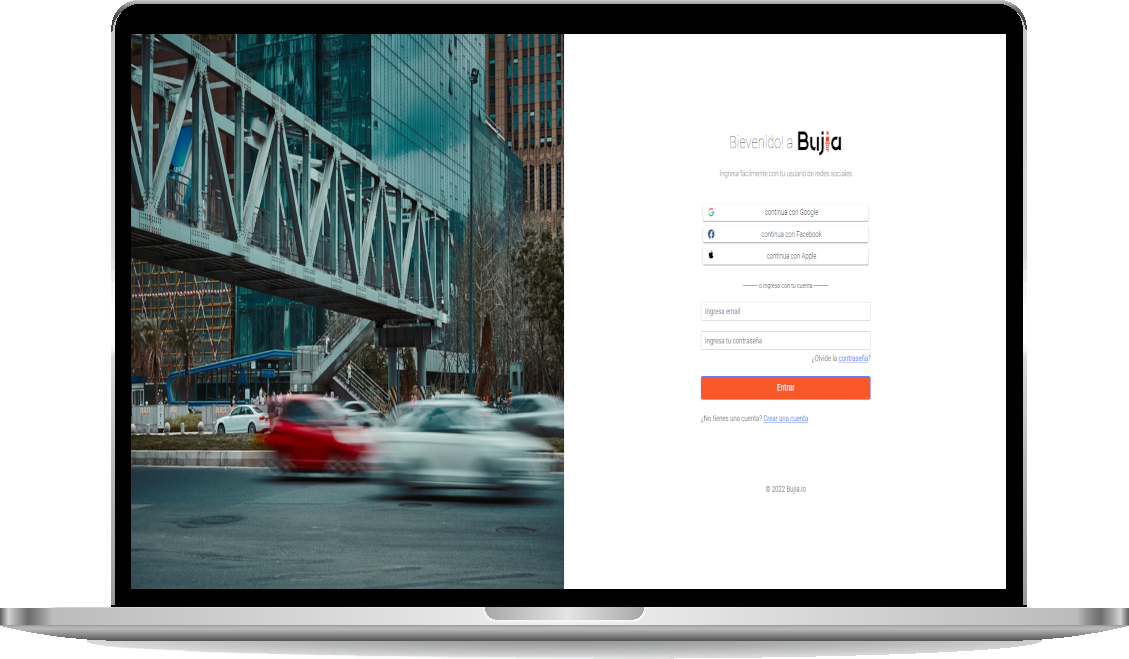 Bievenido! a Bujia
Ingresa fácilmente con tu usuario de redes sociales
continua con Google
continua con Facebook
continua con Apple
o ingresa con tu cuenta
Ingresa email
Ingresa tu contraseña
¿Olvide la contraseña?
Entrar
¿No tienes una cuenta? Crear una cuenta
© 2022 Bujia.io